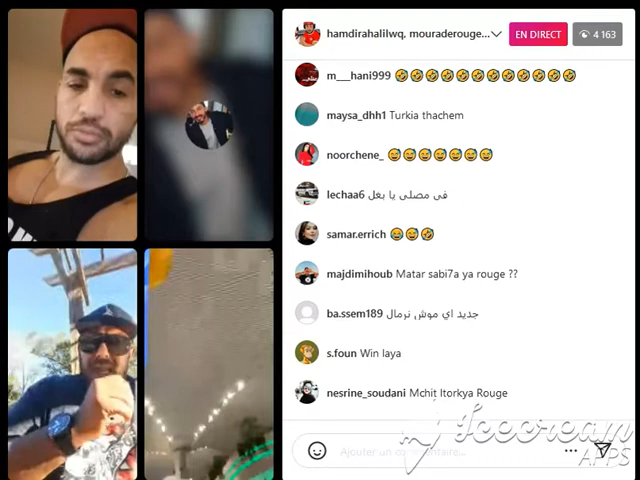 hamdirahalilwq, mouraderouge...
EN DIRECT
4 163
m___hani999 🤣🤣🤣🤣🤣🤣🤣🤣🤣🤣🤣🤣
maysa_dhh1 Turkia thachem
noorchene_ 😅😅😅😅😅😅😅
lechaa6 في مصلى يا بغل
samar.errich 😂😅🤣
majdimihoub Matar sabi7a ya rouge ??
ba.ssem189 جديد اي موش نرمال
s.foun Win laya
nesrine_soudani Mchit ltorkya Rouge
Ajouter un commentaire...
Icecream
APPS